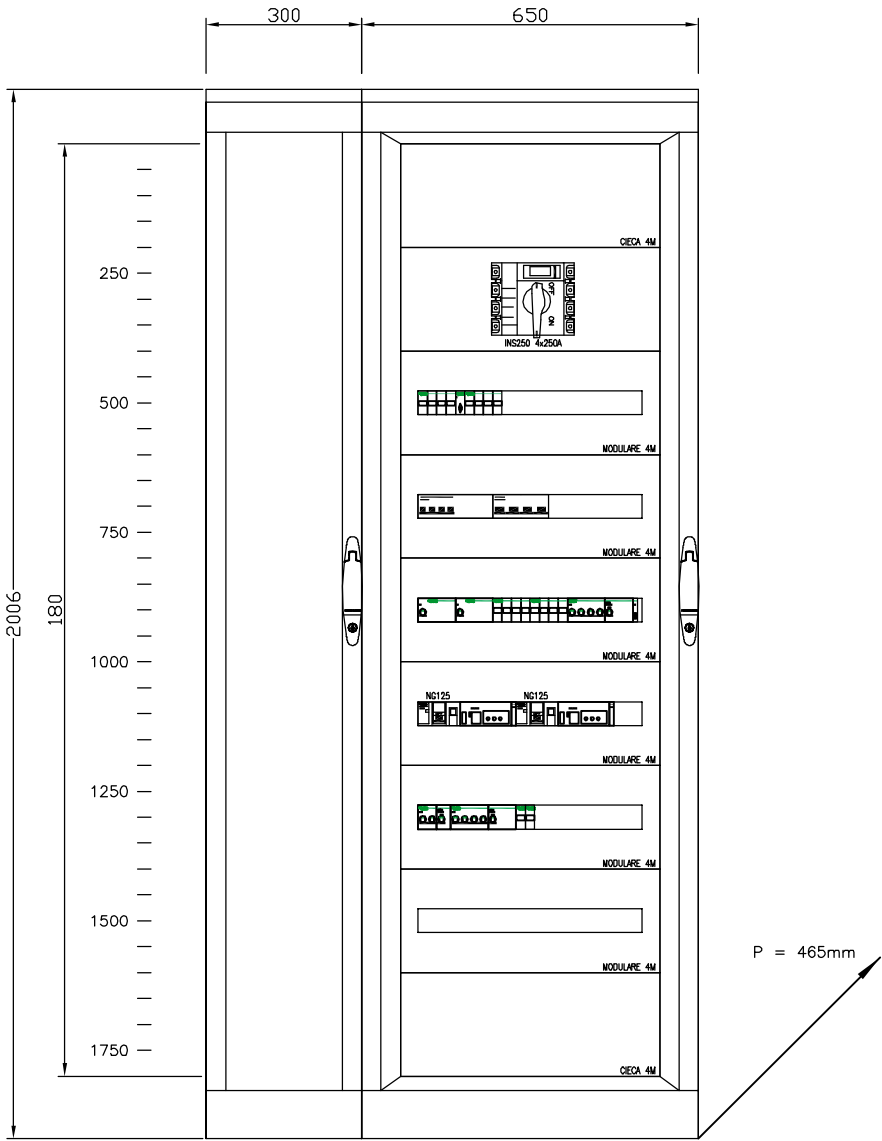 300
650
CIECA 4M
250
OFF
ON
INS250 4x250A
500
MODULARE 4M
750
MODULARE 4M
2006
180
1000
MODULARE 4M
NG125
NG125
MODULARE 4M
1250
MODULARE 4M
1500
P = 465mm
MODULARE 4M
1750
CIECA 4M